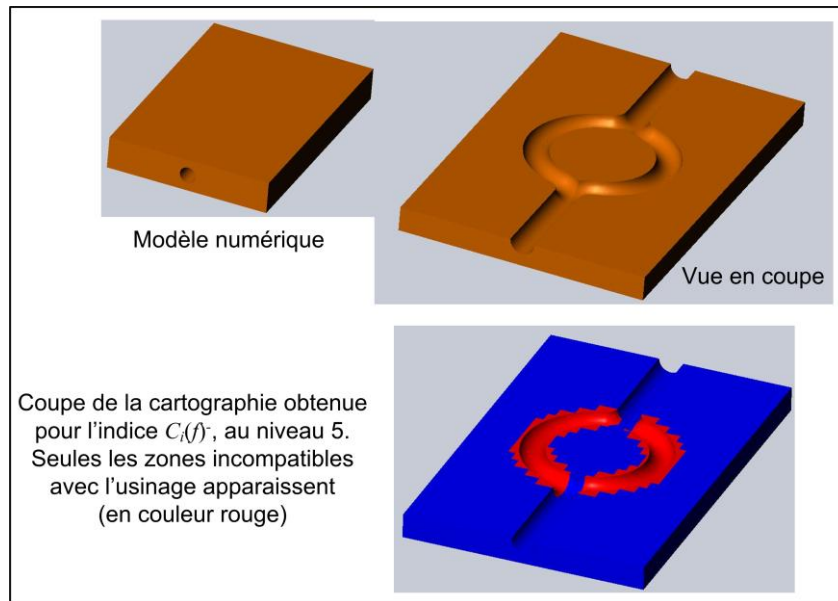 Modèle numérique
Vue en coupe
Coupe de la cartographie obtenue
pour l'indice Ci(f)-, au niveau 5.
Seules les zones incompatibles
avec l'usinage apparaissent
(en couleur rouge)